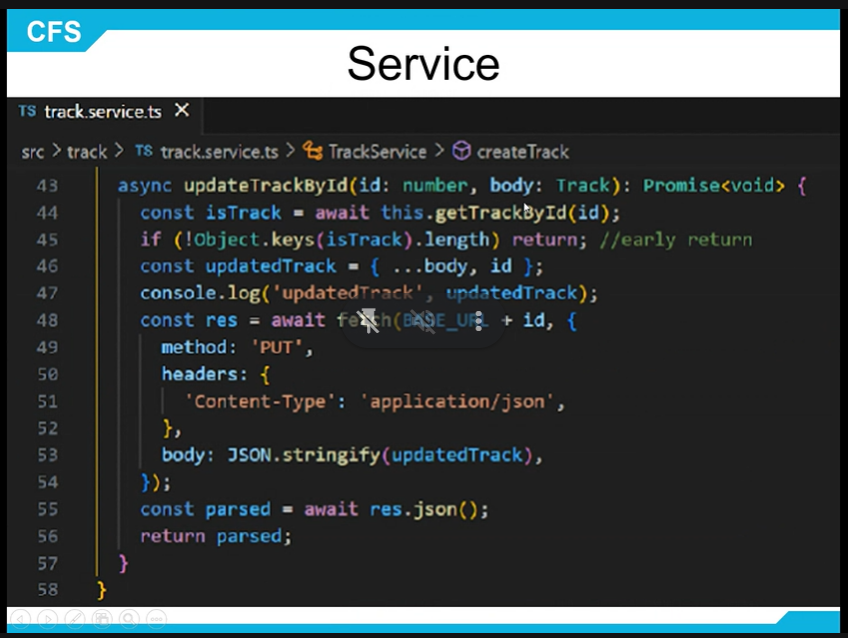 CFS
Service
TS track.service.ts ✕
src > track > TS track.service.ts > TrackService > createTrack
43 async updateTrackById(id: number, body: Track): Promise<void> {
44 const isTrack = await this.getTrackById(id);
45 if (!Object.keys(isTrack).length) return; //early return
46 const updatedTrack = { ...body, id };
47 console.log('updatedTrack', updatedTrack);
48 const res = await fetch(BASE_URL + id, {
49 method: 'PUT',
50 headers: {
51 'Content-Type': 'application/json',
52 },
53 body: JSON.stringify(updatedTrack),
54 });
55 const parsed = await res.json();
56 return parsed;
57 }
58 }